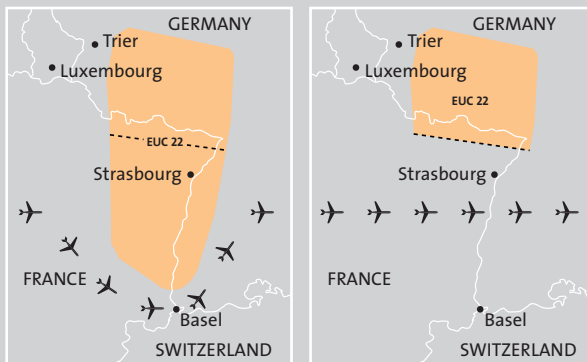 GERMANY
Trier
Luxembourg
EUC 22
Strasbourg
FRANCE
Basel
SWITZERLAND
GERMANY
Trier
Luxembourg
EUC 22
Strasbourg
FRANCE
Basel
SWITZERLAND